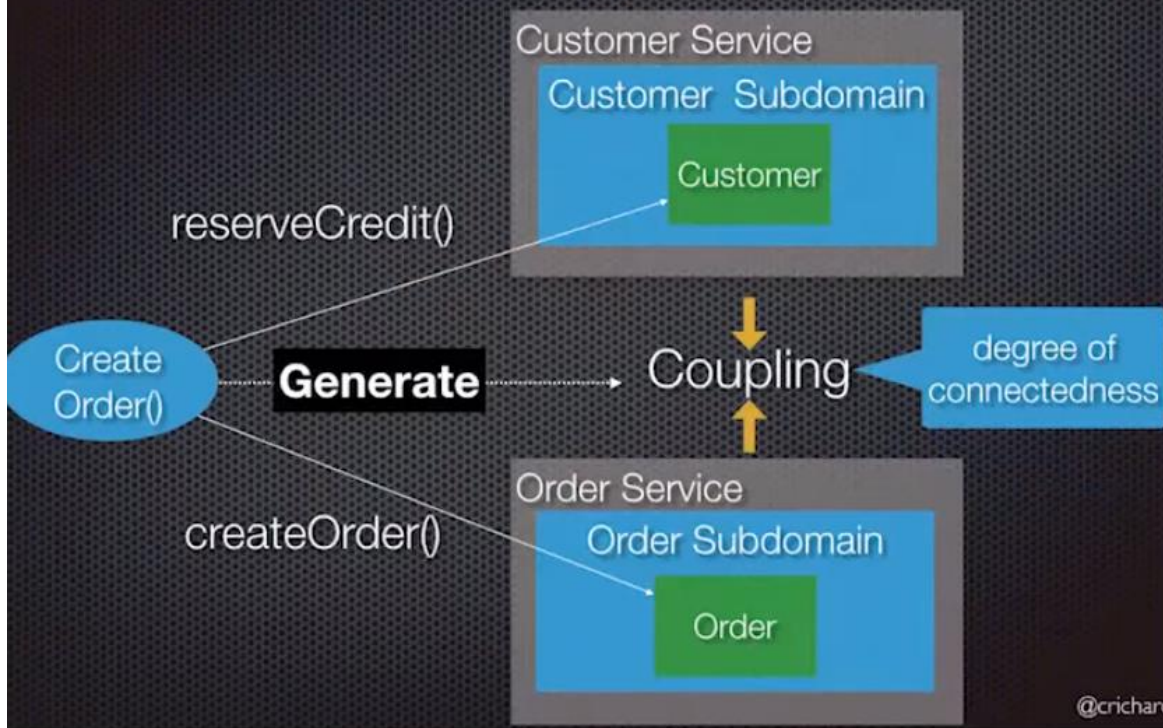 Customer Service
Customer Subdomain
Customer
reserveCredit()
Create
Order()
Generate
Coupling
degree of
connectedness
Order Service
createOrder()
Order Subdomain
Order